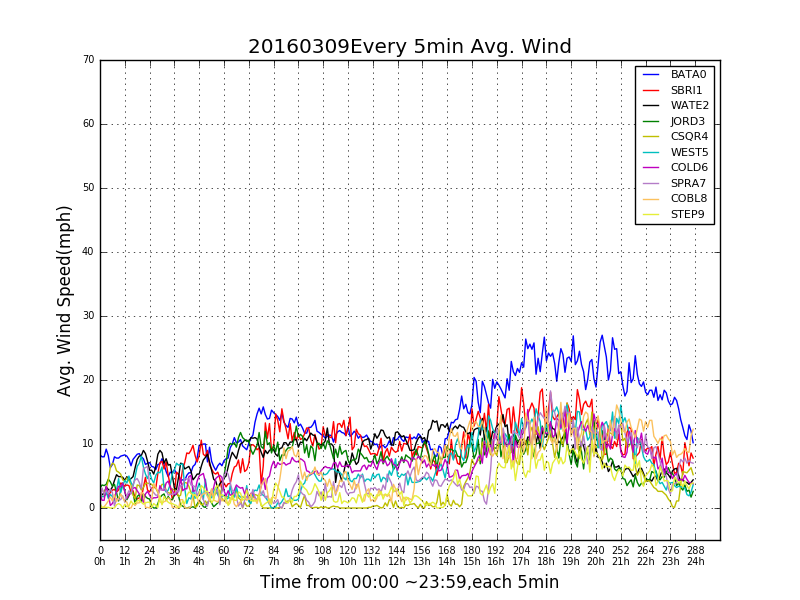 20160309Every 5min Avg. Wind
70
60
50
40
30
20
10
0
Avg. Wind Speed(mph)
BATA0
SBRI1
WATE2
JORD3
CSQR4
WEST5
COLD6
SPRA7
COBL8
STEP9
0 12 24 36 48 60 72 84 96 108 120 132 144 156 168 180 192 204 216 228 240 252 264 276 288
0h 1h 2h 3h 4h 5h 6h 7h 8h 9h 10h 11h 12h 13h 14h 15h 16h 17h 18h 19h 20h 21h 22h 23h 24h
Time from 00:00 ~23:59,each 5min